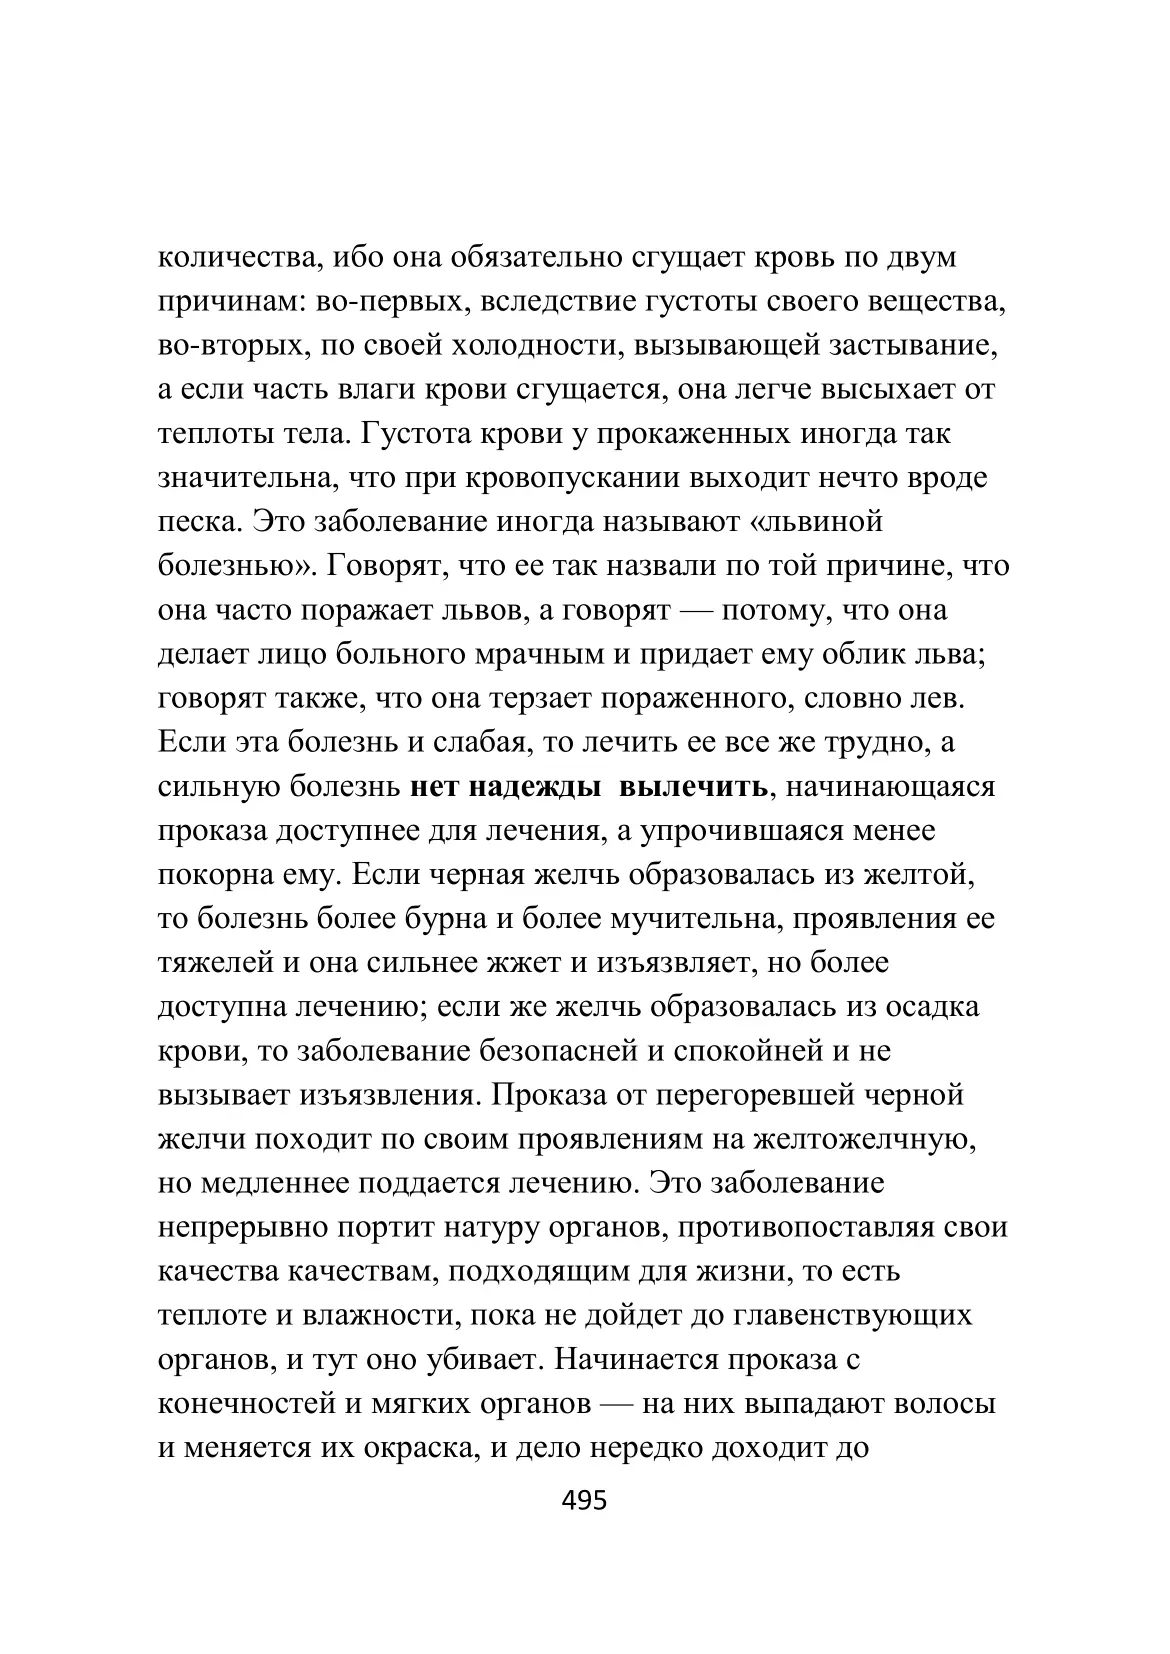 количества, ибо она обязательно сгущает кровь по двум
причинам: во-первых, вследствие густоты своего вещества,
во-вторых, по своей холодности, вызывающей застывание,
а если часть влаги крови сгущается, она легче высыхает от
теплоты тела. Густота крови у прокаженных иногда так
значительна, что при кровопускании выходит нечто вроде
песка. Это заболевание иногда называют «львиной
болезнью». Говорят, что ее так назвали по той причине, что
она часто поражает львов, а говорят — потому, что она
делает лицо больного мрачным и придает ему облик льва;
говорят также, что она терзает пораженного, словно лев.
Если эта болезнь и слабая, то лечить ее все же трудно, а
сильную болезнь нет надежды  вылечить, начинающаяся
проказа доступнее для лечения, а упрочившаяся менее
покорна ему. Если черная желчь образовалась из желтой,
то болезнь более бурна и более мучительна, проявления ее
тяжелей и она сильнее жжет и изъязвляет, но более
доступна лечению; если же желчь образовалась из осадка
крови, то заболевание безопасней и спокойней и не
вызывает изъязвления. Проказа от перегоревшей черной
желчи походит по своим проявлениям на желтожелчную,
но медленнее поддается лечению. Это заболевание
непрерывно портит натуру органов, противопоставляя свои
качества качествам, подходящим для жизни, то есть
теплоте и влажности, пока не дойдет до главенствующих
органов, и тут оно убивает. Начинается проказа с
конечностей и мягких органов — на них выпадают волосы
и меняется их окраска, и дело нередко доходит до
495